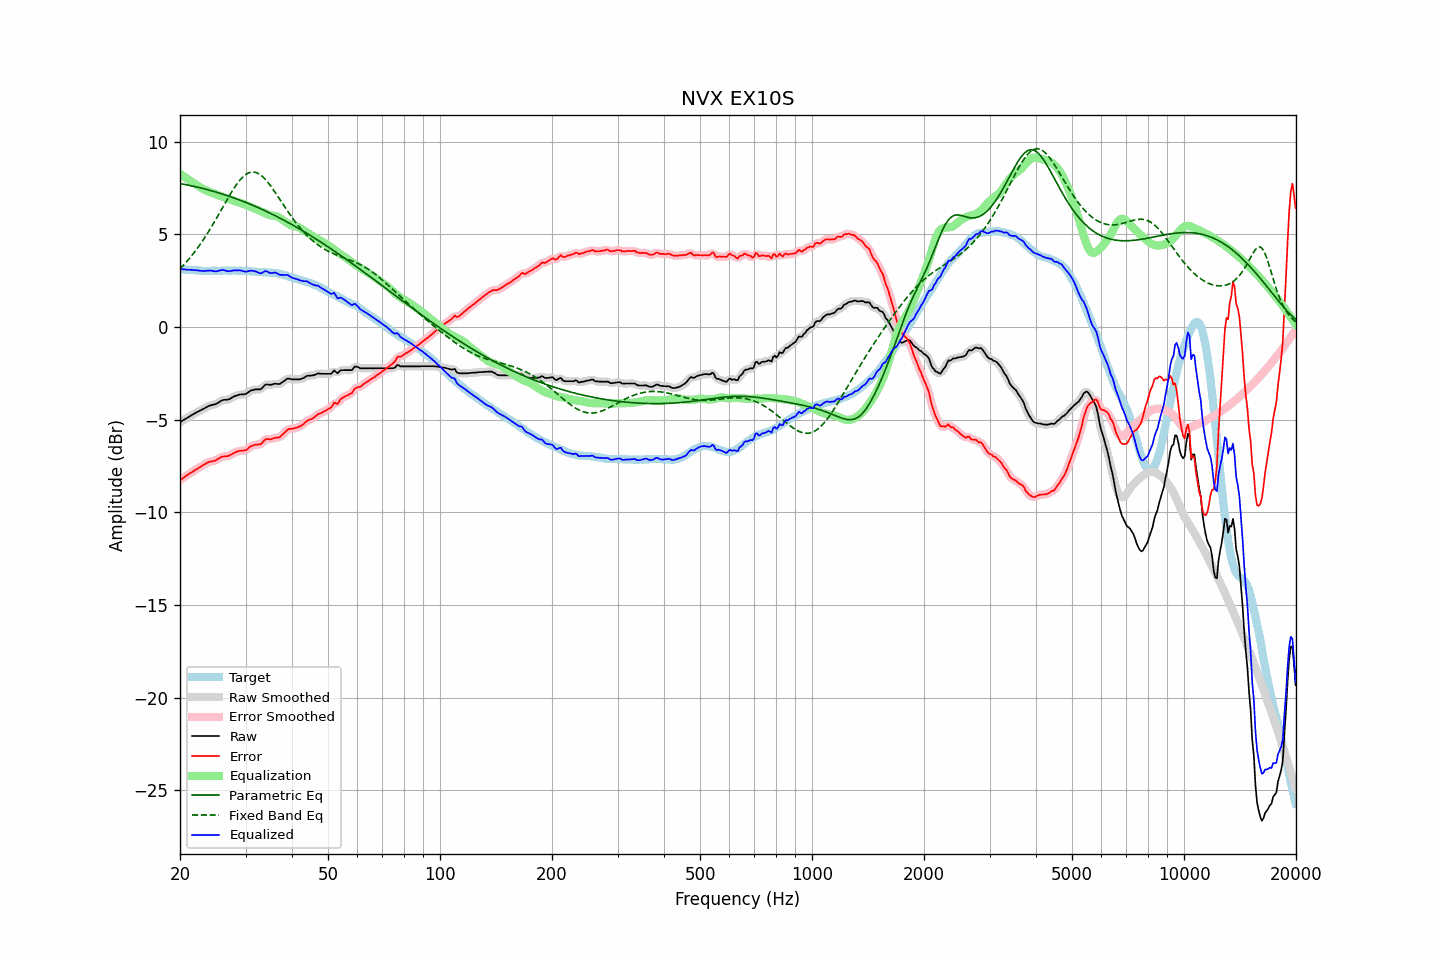 NVX EX10S
10
5
0
−5
−10
−15
−20
−25
Amplitude (dBr)
Target
Raw Smoothed
Error Smoothed
Raw
Error
Equalization
Parametric Eq
Fixed Band Eq
Equalized
20 50 100 200 500 1000 2000 5000 10000 20000
Frequency (Hz)